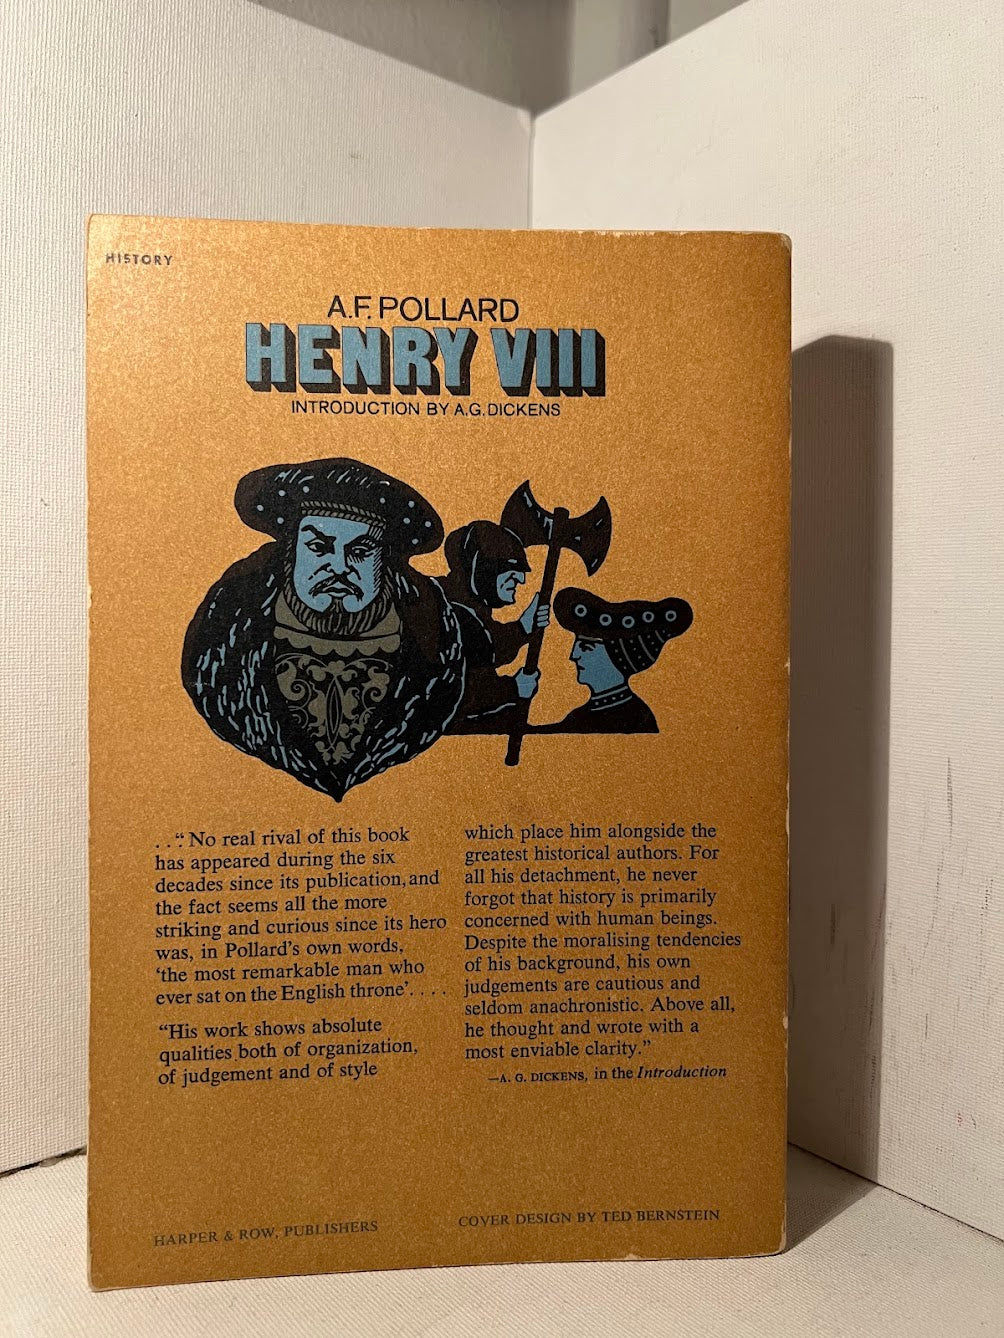 HISTORY
A.F. POLLARD
HENRY VIII
INTRODUCTION BY A.G. DICKENS
. . “ No real rival of this book
has appeared during the six
decades since its publication, and
the fact seems all the more
striking and curious since its hero
was, in Pollard’s own words,
‘the most remarkable man who
ever sat on the English throne’. . . .
“His work shows absolute
qualities both of organization,
of judgement and of style
which place him alongside the
greatest historical authors. For
all his detachment, he never
forgot that history is primarily
concerned with human beings.
Despite the moralising tendencies
of his background, his own
judgements are cautious and
seldom anachronistic. Above all,
he thought and wrote with a
most enviable clarity.”
—A. G. DICKENS, in the Introduction
HARPER & ROW, PUBLISHERS
COVER DESIGN BY TED BERNSTEIN